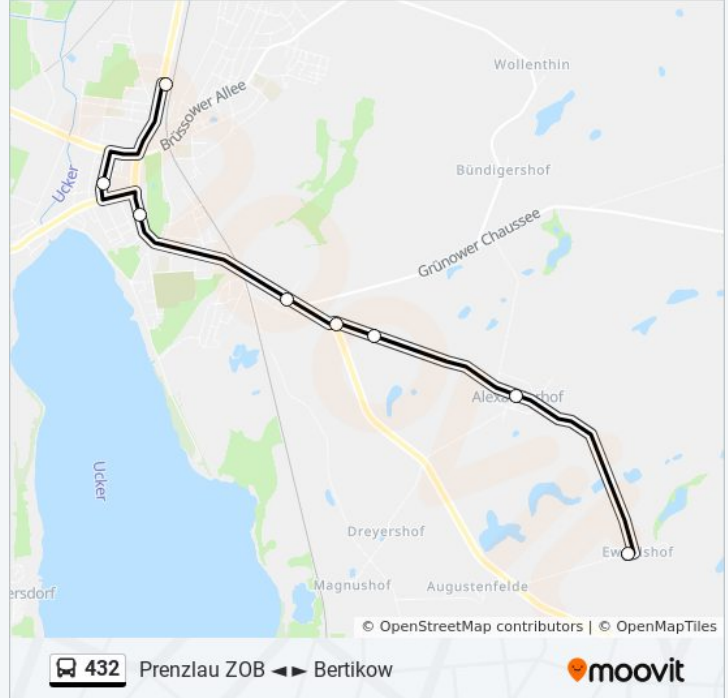 Wollenthin
Brüssower Allee
Bündigershof
Ucker
Grünower Chaussee
Ucker
Dreyershof
Magnushof
Augustenfelde
ersdorf
© OpenStreetMap contributors | © OpenMapTiles
432 Prenzlau ZOB ◄ ► Bertikow
moovit